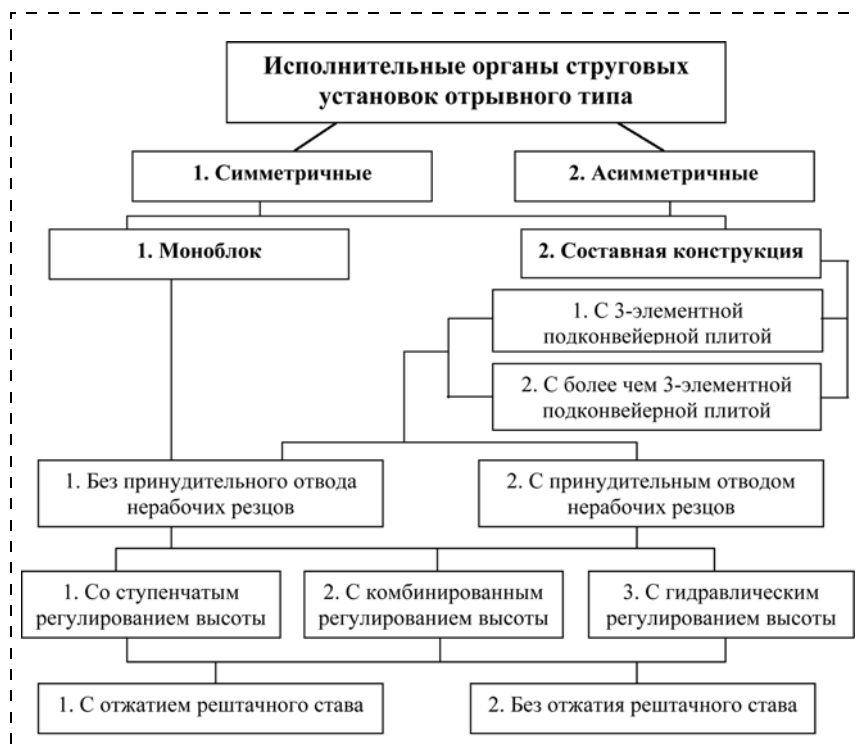 Исполнительные органы струговых
установок отрывного типа
1. Симметричные
2. Асимметричные
1. Моноблок
2. Составная конструкция
1. С 3-элементной
подконвейерной плитой
2. С более чем 3-элементной
подконвейерной плитой
1. Без принудительного отвода
нерабочих резцов
2. С принудительным отводом
нерабочих резцов
1. Со ступенчатым
регулированием высоты
2. С комбинированным
регулированием высоты
3. С гидравлическим
регулированием высоты
1. С отжатием рештачного става
2. Без отжатия рештачного става